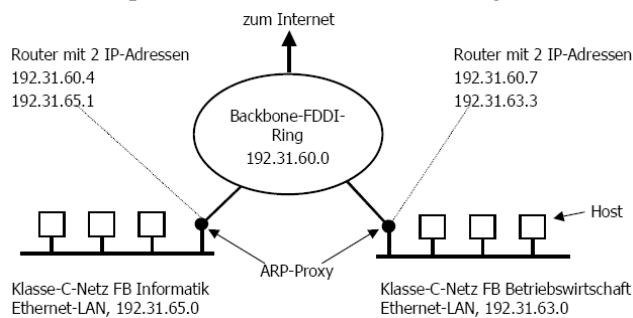 zum Internet
Router mit 2 IP-Adressen
192.31.60.4
192.31.65.1
Router mit 2 IP-Adressen
192.31.60.7
192.31.63.3
Backbone-FDDI-
Ring
192.31.60.0
Host
ARP-Proxy
Klasse-C-Netz FB Informatik
Ethernet-LAN, 192.31.65.0
Klasse-C-Netz FB Betriebswirtschaft
Ethernet-LAN, 192.31.63.0